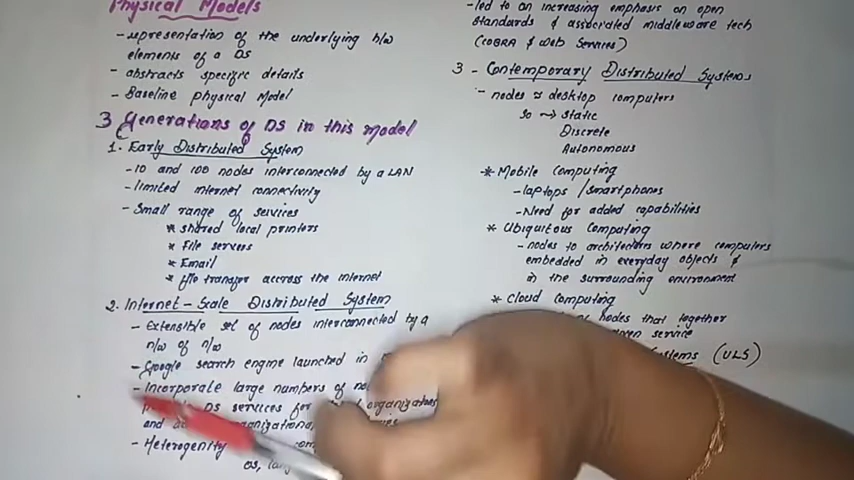 Physical Models
- representation of the underlying h/w
elements of a DS
- abstracts specific details
- Baseline physical Model
3 Generations of DS in this model
1. Early Distributed System
- 10 and 100 nodes interconnected by a LAN
- limited internet connectivity
- Small range of services
* shared local printers
* File servers
* Email
* file transfer accross the internet
2. Internet-Scale Distributed System
- Extensible set of nodes interconnected by a
n/w of n/w
- Google search engine launched in
- Incorporate large numbers of
DS services for organizations
and
- Heterogenity
os,
-led to an increasing emphasis on open
standards & associated middleware tech
(COBRA & Web Services)
3 - Contemporary Distributed Systems
- nodes ≈ desktop computers
so → static
Discrete
Autonomous
* Mobile Computing
- laptops / smartphones
- Need for added capabilities
* Ubiquitous Computing
- nodes to architectures where computers
embedded in everyday objects &
in the surrounding environment
* Cloud Computing
of nodes that together
given service
Systems (ULS)